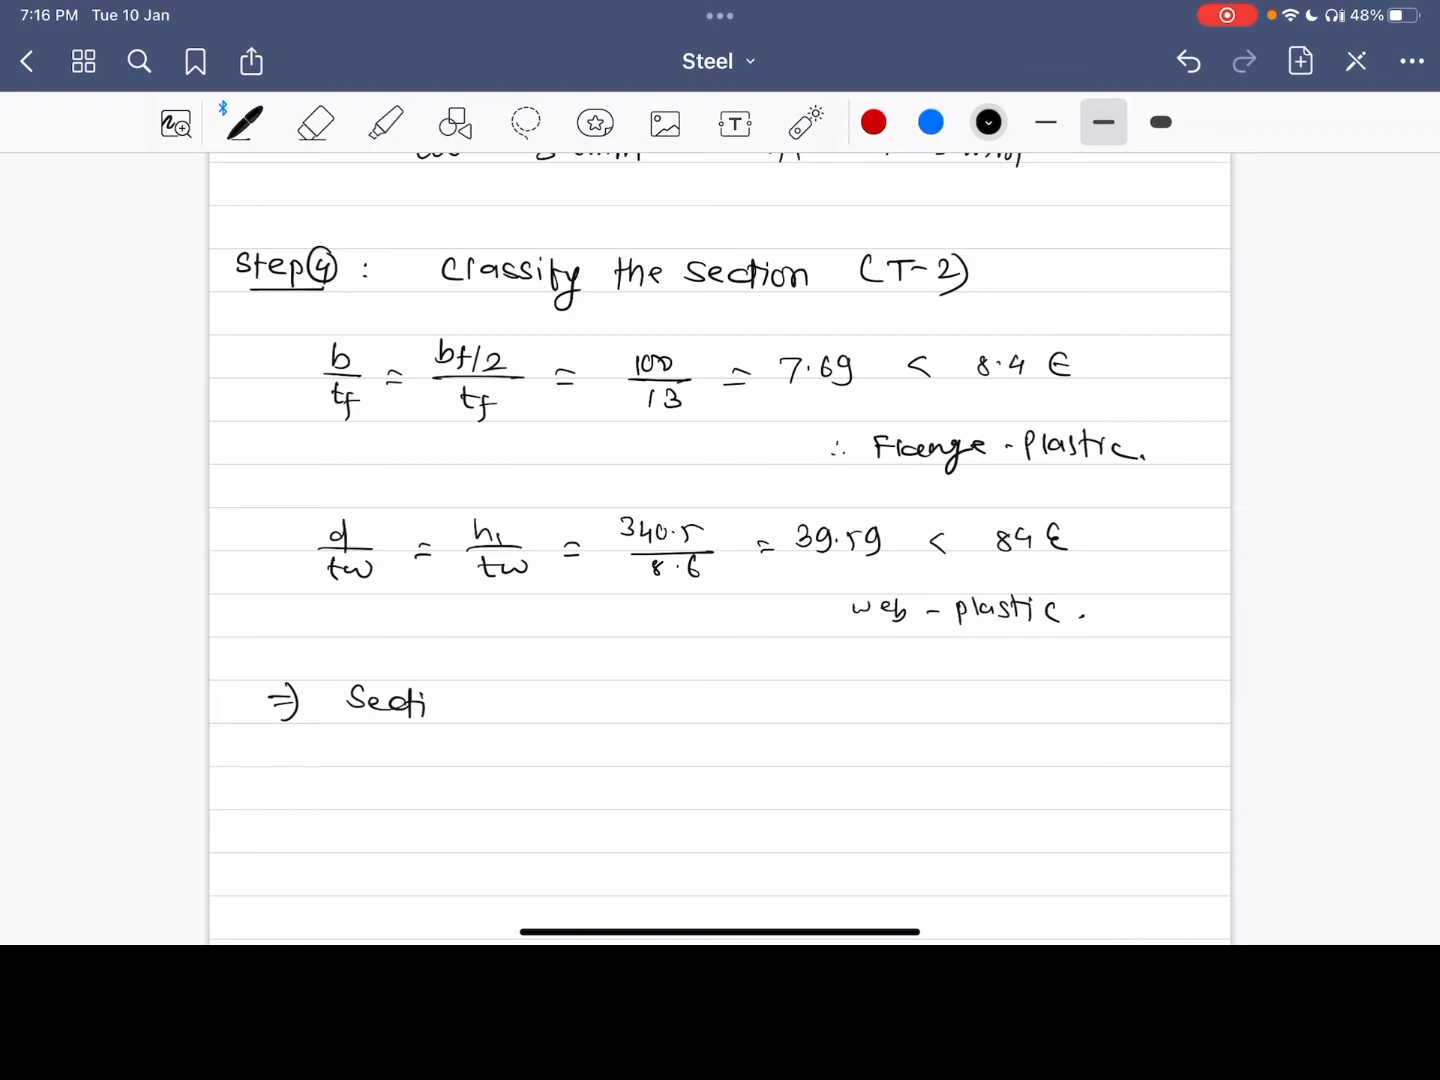 7:16 PM Tue 10 Jan
48%
Steel
Step ④ : Classify the section (T-2)
b/tf = bf/2 / tf = 100/13 = 7.69 < 8.4 ε
∴ Flange - Plastic.
d/tw = h1/tw = 340.5/8.6 = 39.59 < 84 ε
web - plastic.
⇒ Secti